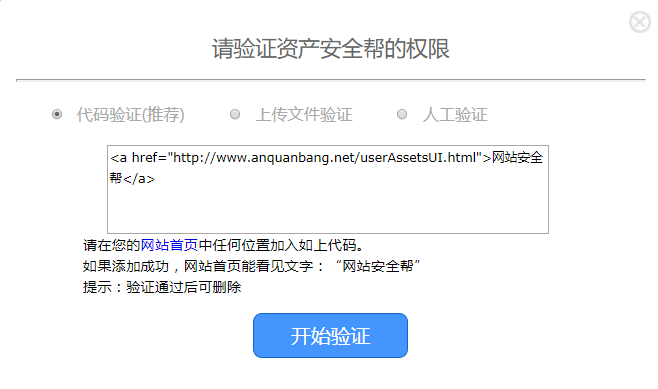 请验证资产安全帮的权限
代码验证(推荐) 上传文件验证 人工验证
<a href="http://www.anquanbang.net/userAssetsUI.html">网站安全
帮</a>
请在您的网站首页中任何位置加入如上代码。
如果添加成功，网站首页能看见文字：“网站安全帮”
提示：验证通过后可删除
开始验证